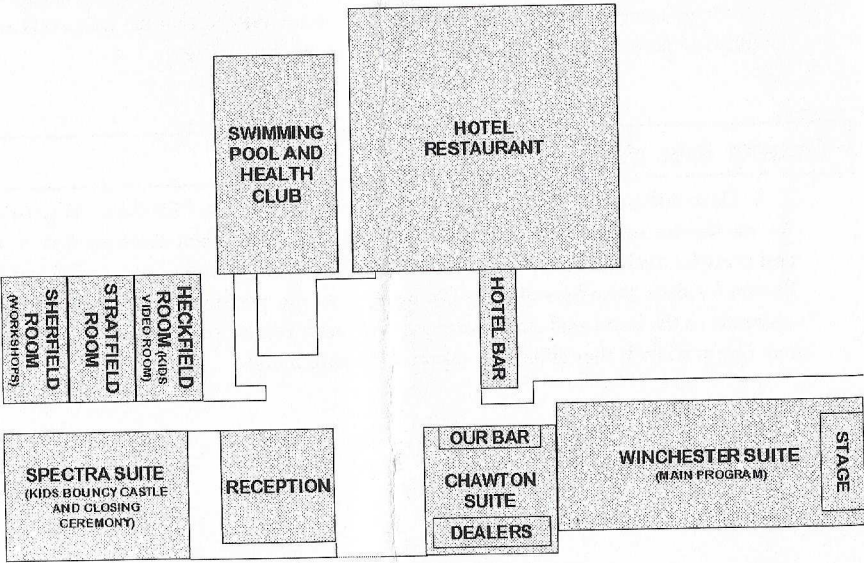 SWIMMING
POOL AND
HEALTH
CLUB
HOTEL
RESTAURANT
SHERFIELD
ROOM
(WORKSHOPS)
STRATFIELD
ROOM
HECKFIELD
ROOM (KIDS
VIDEO ROOM)
HOTEL BAR
SPECTRA SUITE
(KIDS BOUNCY CASTLE
AND CLOSING
CEREMONY)
RECEPTION
OUR BAR
CHAWTON
SUITE
DEALERS
WINCHESTER SUITE
(MAIN PROGRAM)
STAGE